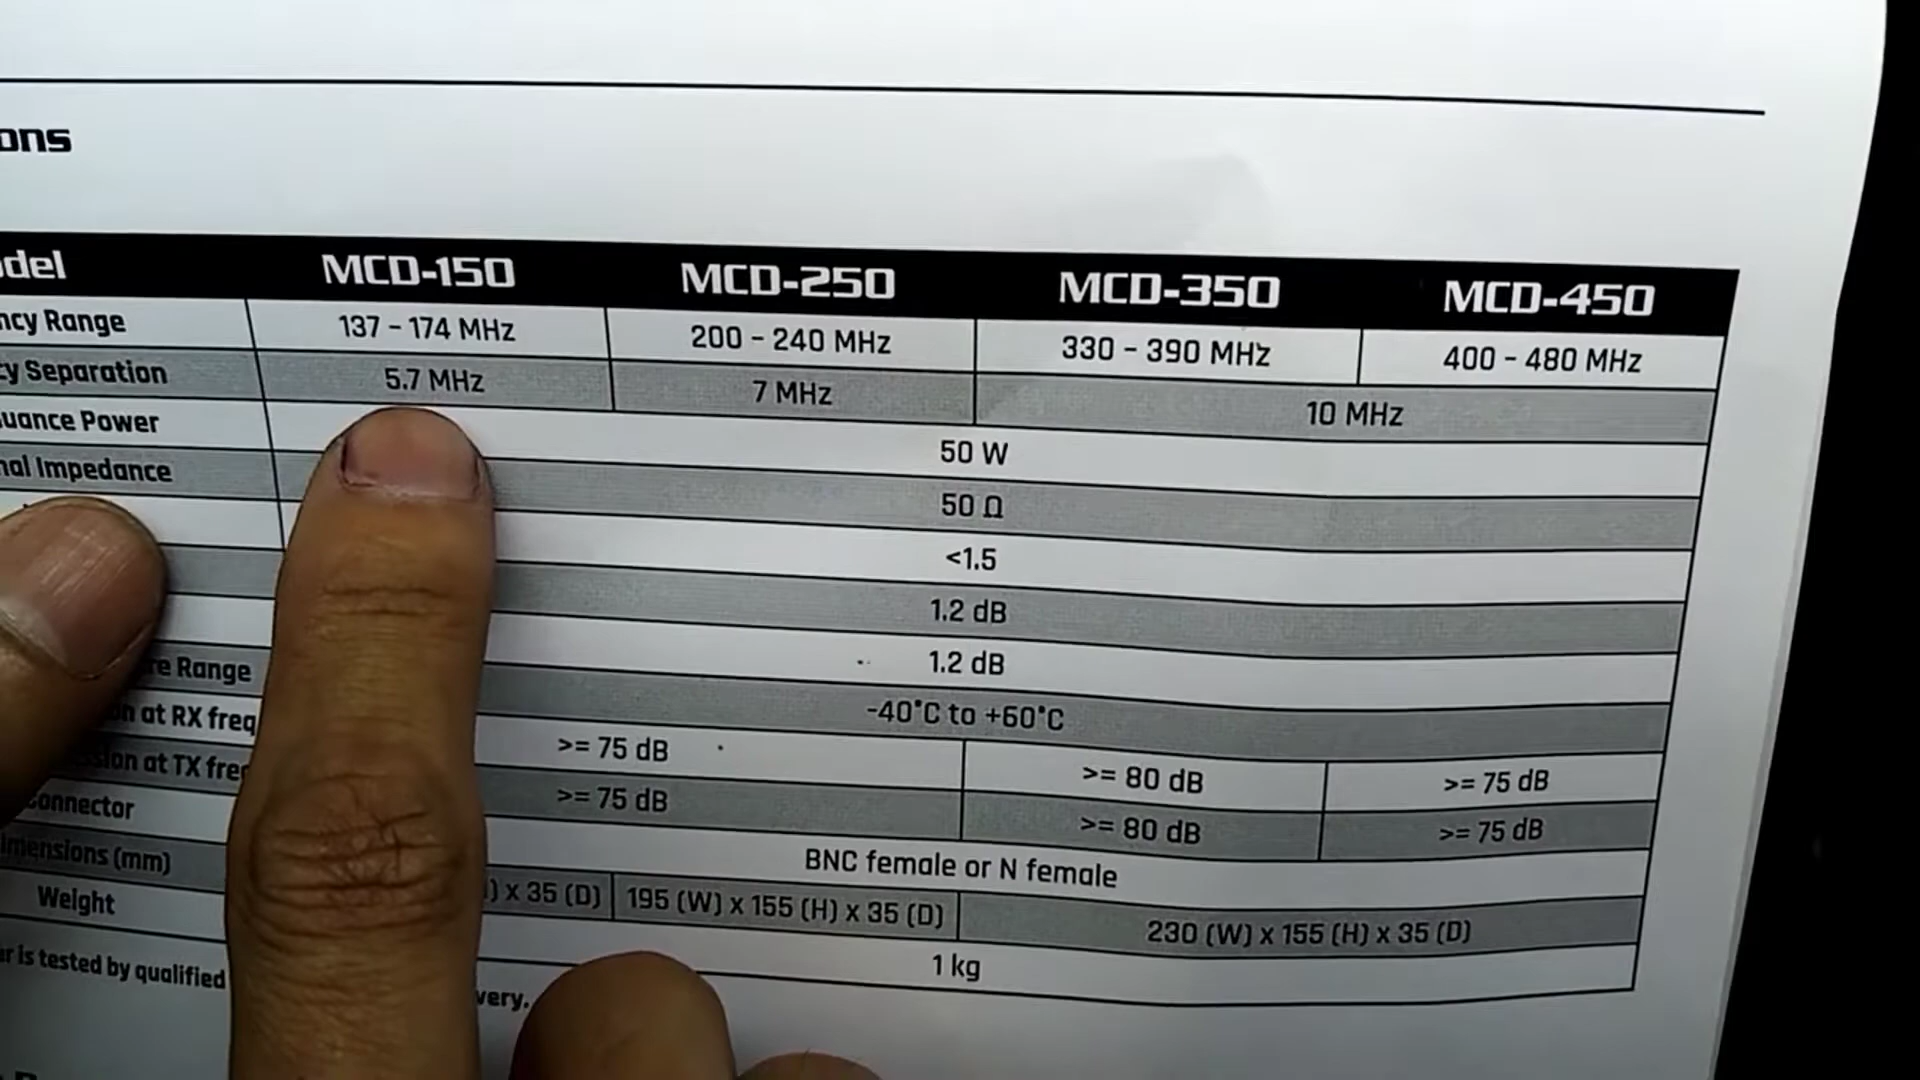 ons
del MCD-150 MCD-250 MCD-350 MCD-450
ncy Range 137 - 174 MHz 200 - 240 MHz 330 - 390 MHz 400 - 480 MHz
cy Separation 5.7 MHz 7 MHz 10 MHz
uance Power 50 W
nal Impedance 50 Ω
<1.5
1.2 dB
1.2 dB
re Range -40°C to +60°C
n at RX freq >= 75 dB >= 80 dB >= 75 dB
sion at TX freq >= 75 dB >= 80 dB >= 75 dB
connector BNC female or N female
imensions (mm) ) x 35 (D) 195 (W) x 155 (H) x 35 (D) 230 (W) x 155 (H) x 35 (D)
Weight 1 kg
r is tested by qualified very.